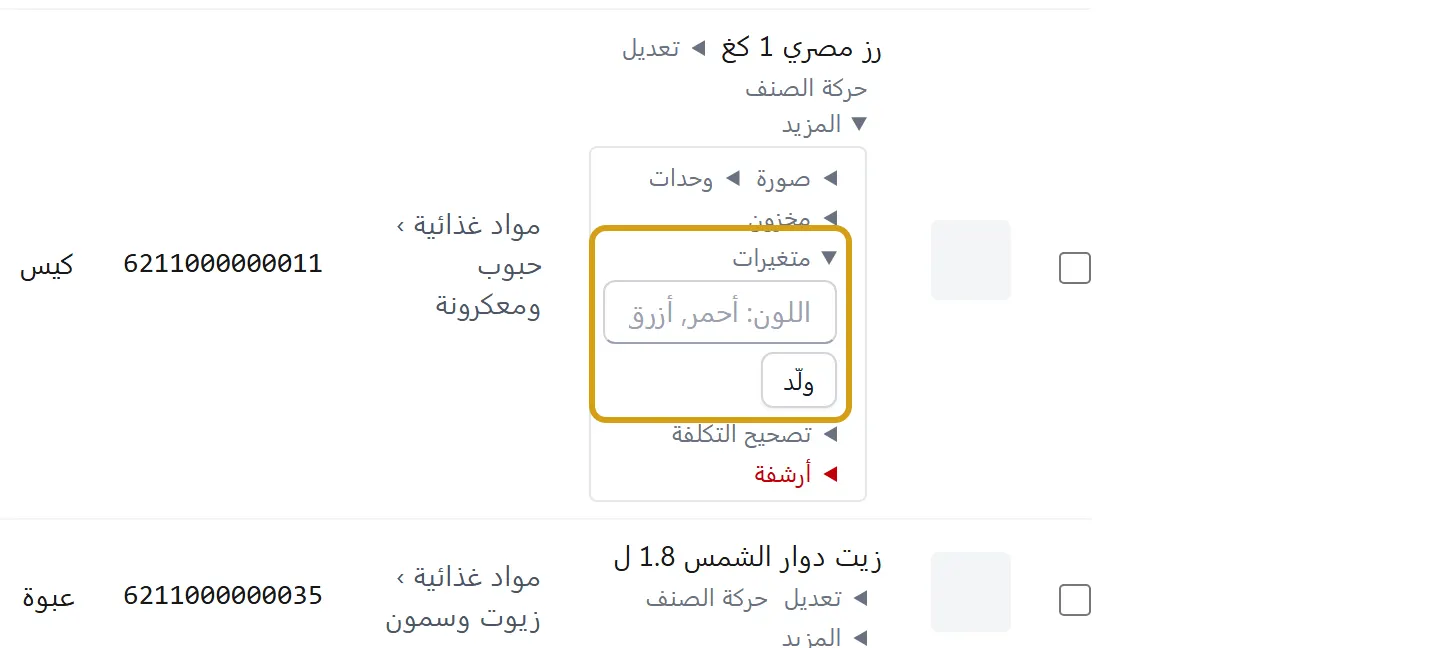 رز مصري 1 كغ ◀ تعديل
حركة الصنف
▼ المزيد
◀ صورة ◀ وحدات
◀ مخزون
▼ متغيرات
اللون: أحمر, أزرق
ولّد
◀ تصحيح التكلفة
◀ أرشفة
مواد غذائية ›
حبوب
ومعكرونة
6211000000011
كيس
زيت دوار الشمس 1.8 ل
◀ تعديل حركة الصنف
◀ المزيد
مواد غذائية ›
زيوت وسمون
6211000000035
عبوة